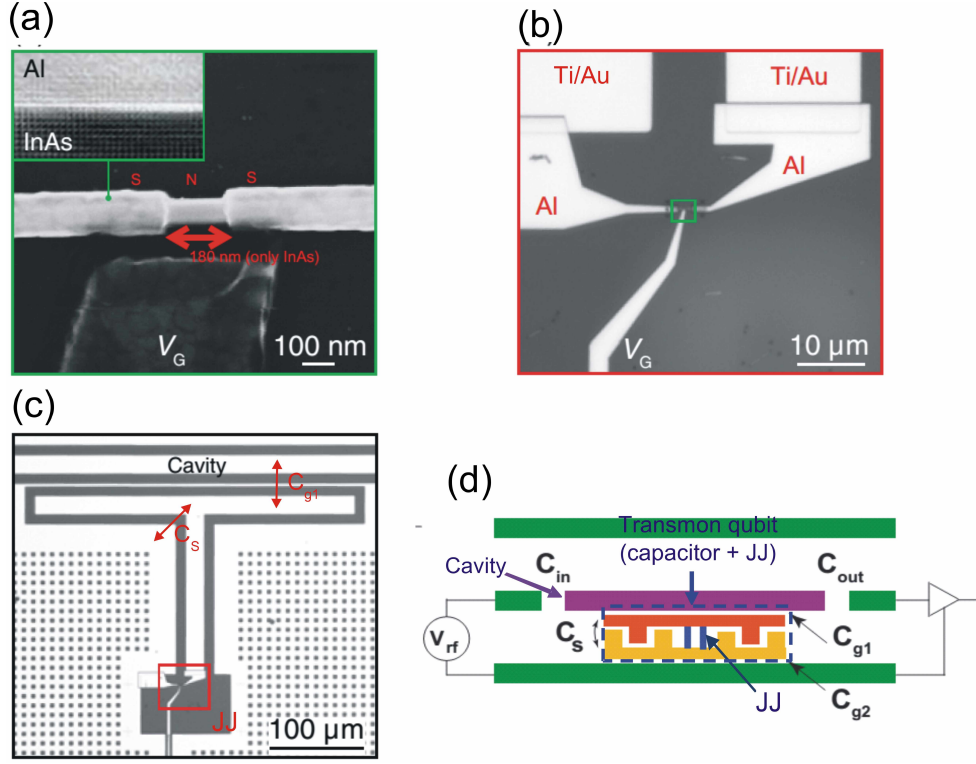 (a)
Al
InAs
S N S
180 nm (only InAs)
VG
100 nm
(b)
Ti/Au Ti/Au
Al
Al
VG
10 µm
(c)
Cavity
Cg1
CS
JJ
100 µm
(d)
Transmon qubit
(capacitor + JJ)
Cavity
Cin
Cout
Vrf
Cs
Cg1
JJ
Cg2